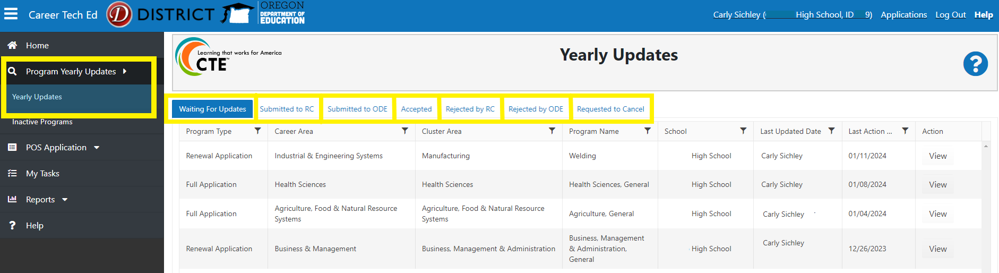 Career Tech Ed
DISTRICT
OREGON
DEPARTMENT OF
EDUCATION
Carly Sichley (
High School, ID
9)
Applications
Log Out
Help
Home
Program Yearly Updates
Yearly Updates
Inactive Programs
POS Application
My Tasks
Reports
Help
Learning that works for America
CTE™
Yearly Updates
?
Waiting For Updates
Submitted to RC
Submitted to ODE
Accepted
Rejected by RC
Rejected by ODE
Requested to Cancel
Program Type
Career Area
Cluster Area
Program Name
School
Last Updated Date
Last Action ...
Action
Renewal Application
Industrial & Engineering Systems
Manufacturing
Welding
High School
Carly Sichley
01/11/2024
View
Full Application
Health Sciences
Health Sciences
Health Sciences, General
High School
Carly Sichley
01/08/2024
View
Full Application
Agriculture, Food & Natural Resource
Systems
Agriculture, Food & Natural Resource
Systems
Agriculture, General
High School
Carly Sichley
01/04/2024
View
Renewal Application
Business & Management
Business, Management & Administration
Business, Management
& Administration,
General
High School
Carly Sichley
12/26/2023
View